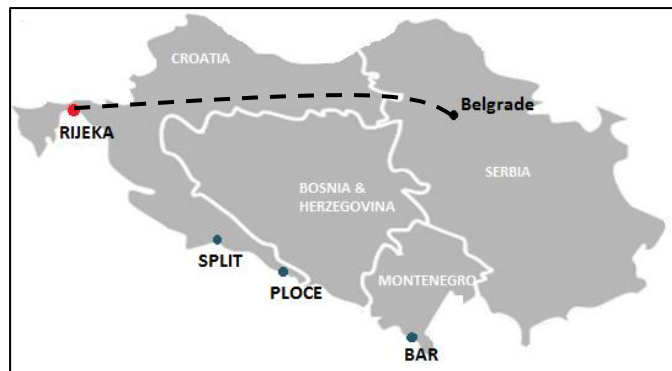 CROATIA
Belgrade
RIJEKA
SERBIA
BOSNIA &
HERZEGOVINA
SPLIT
PLOCE
MONTENEGRO
BAR